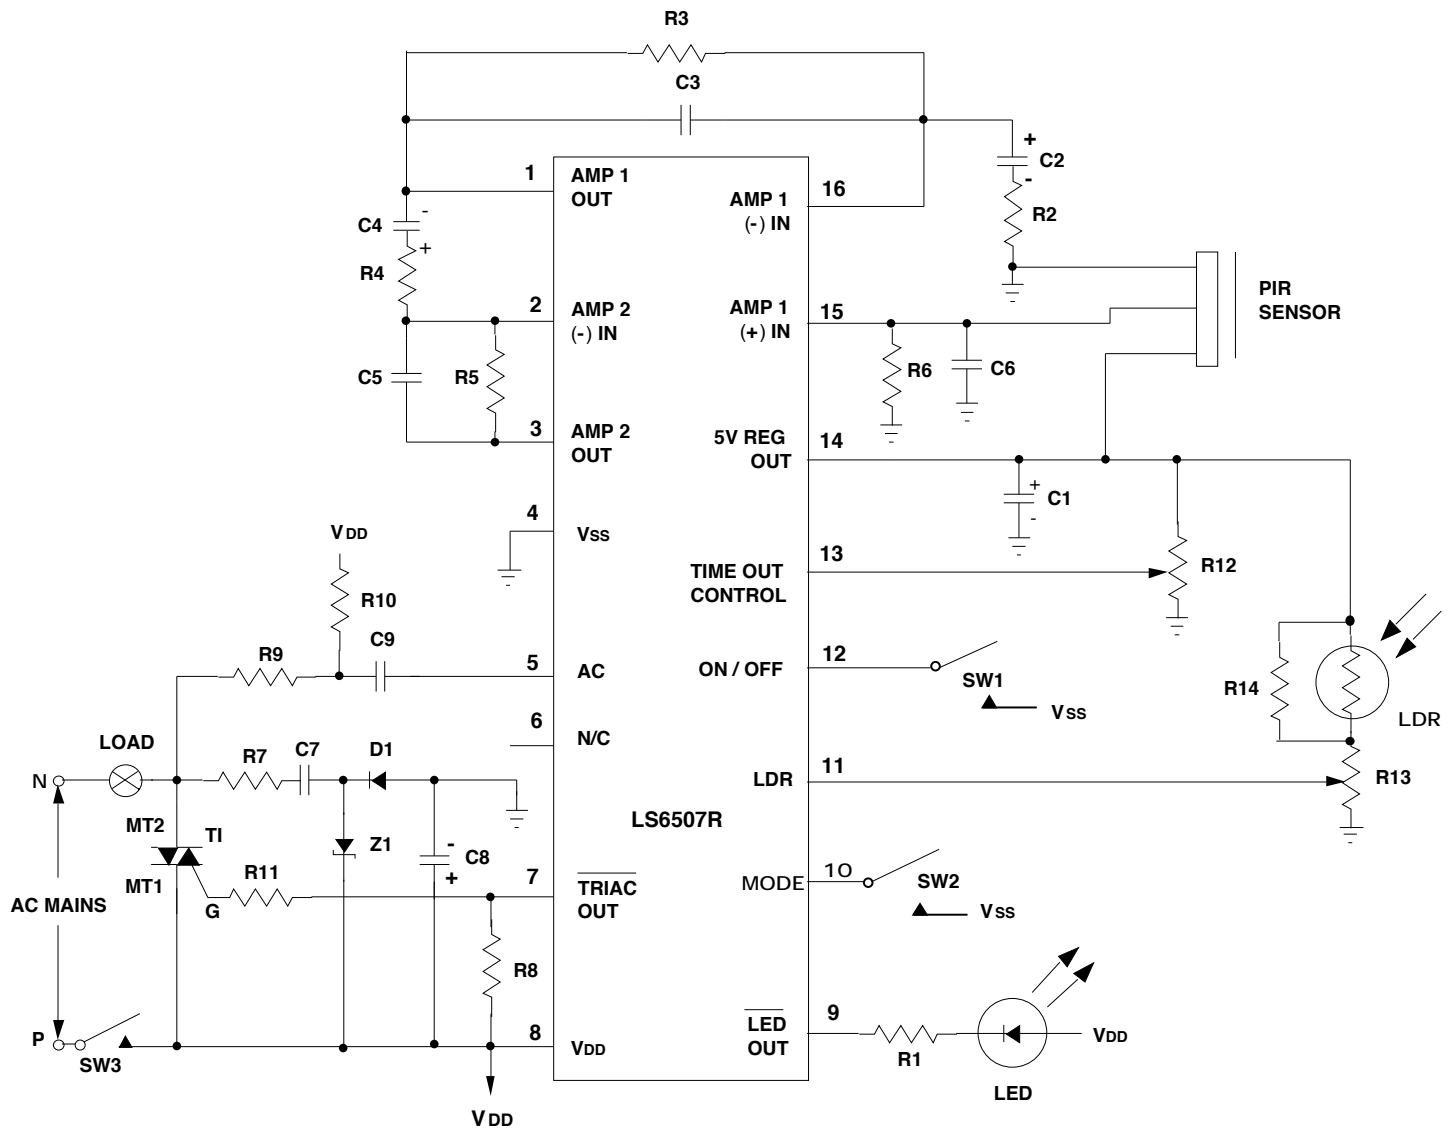 R3
C3
+
C2
-
R2
1
AMP 1
OUT
16
AMP 1
(-) IN
C4
-
+
R4
2
AMP 2
(-) IN
AMP 1
(+) IN
15
PIR
SENSOR
C5
R5
R6
C6
3
AMP 2
OUT
5V REG
OUT
14
+
C1
-
4
VSS
VDD
13
TIME OUT
CONTROL
R12
R10
C9
R9
5
AC
ON / OFF
12
SW1
VSS
R14
LDR
6
N/C
LOAD
R7
C7
D1
N
LDR
11
R13
LS6507R
MT2
TI
Z1
-
C8
+
MT1
R11
G
7
TRIAC
OUT
MODE
10
SW2
VSS
AC MAINS
R8
P
SW3
8
VDD
LED
OUT
9
R1
VDD
LED
VDD